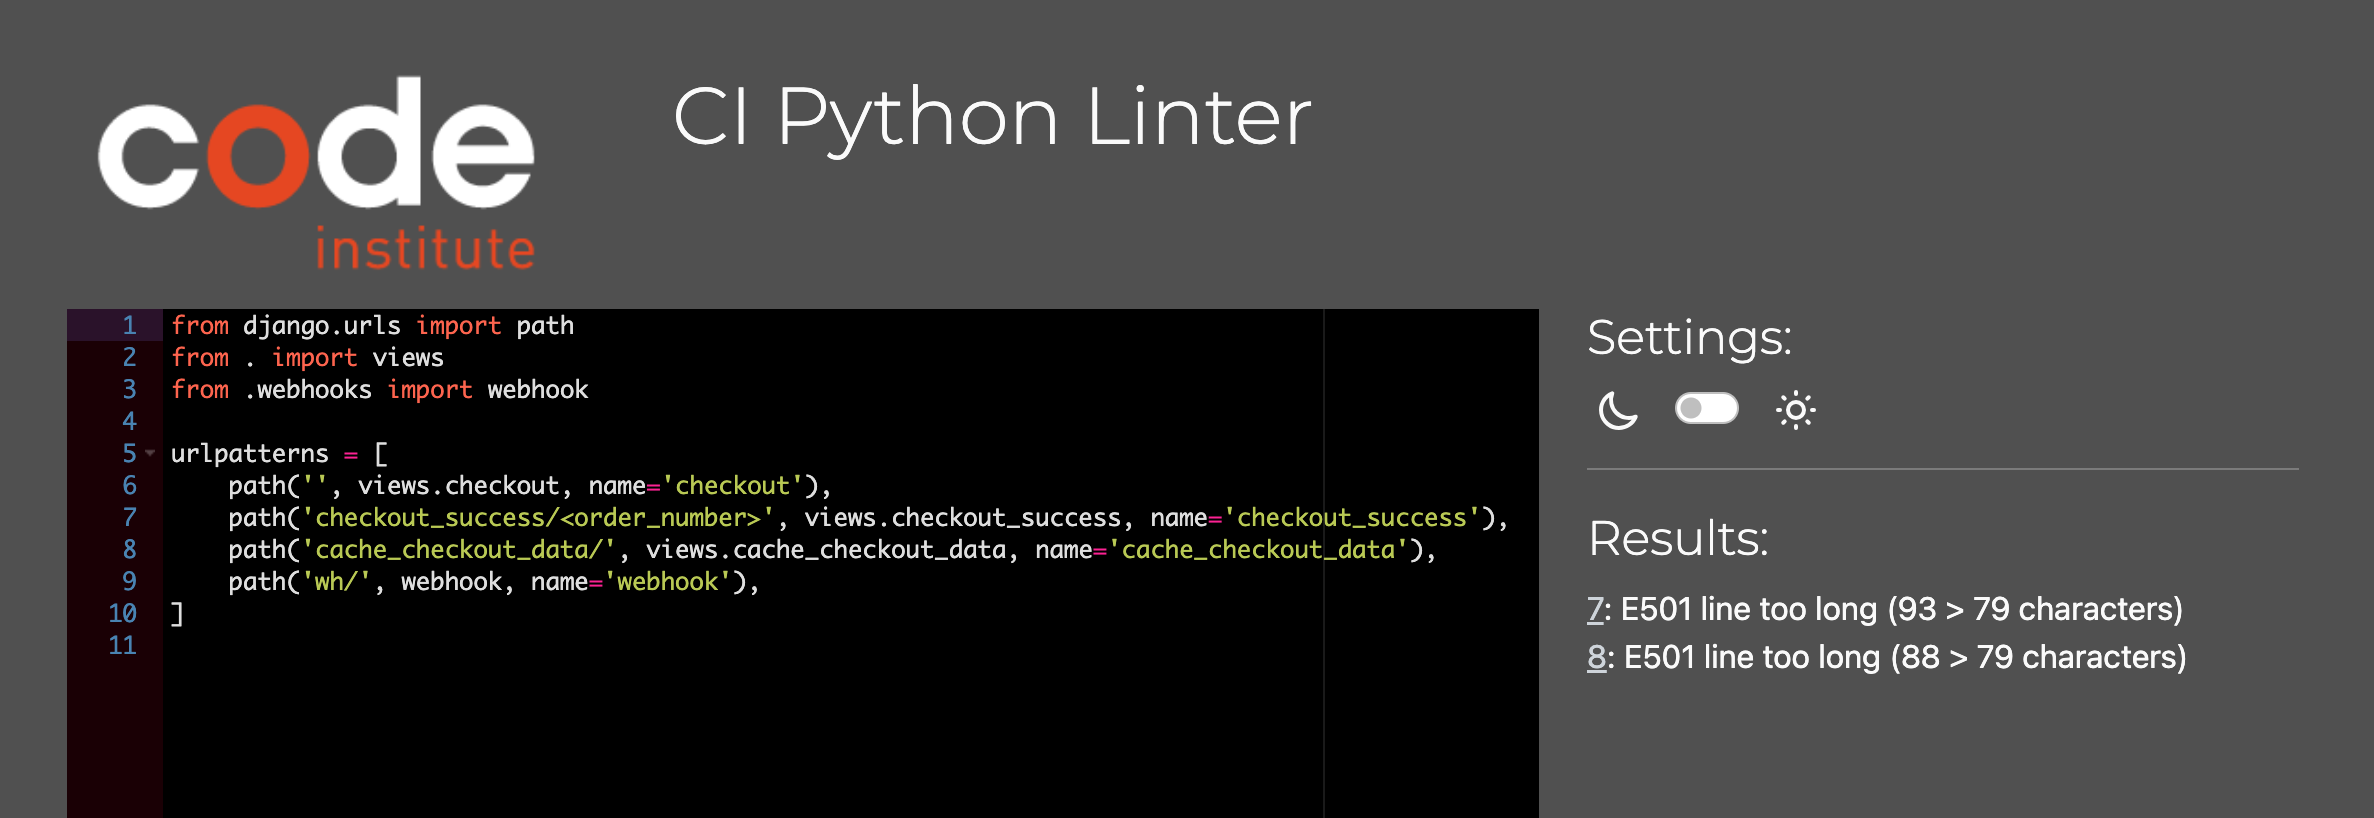 code
institute
CI Python Linter
1 from django.urls import path
2 from . import views
3 from .webhooks import webhook
4
5 urlpatterns = [
6     path('', views.checkout, name='checkout'),
7     path('checkout_success/<order_number>', views.checkout_success, name='checkout_success'),
8     path('cache_checkout_data/', views.cache_checkout_data, name='cache_checkout_data'),
9     path('wh/', webhook, name='webhook'),
10 ]
11
Settings:
Results:
7: E501 line too long (93 > 79 characters)
8: E501 line too long (88 > 79 characters)